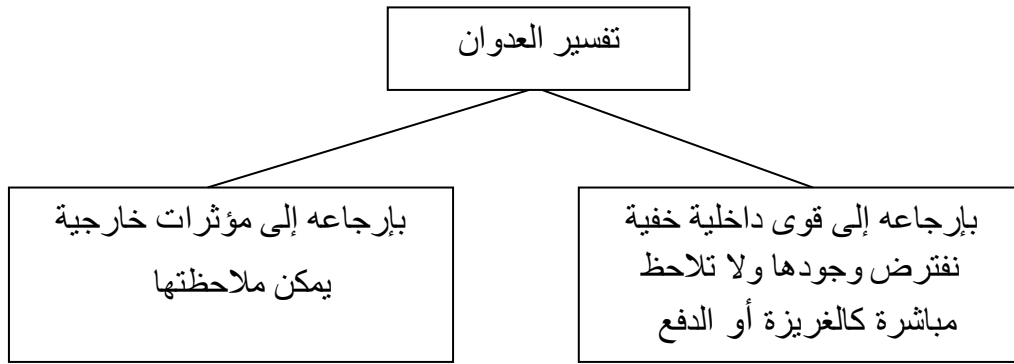 تفسير العدوان
بإرجاعه إلى قوى داخلية خفية
نفترض وجودها ولا تلاحظ
مباشرة كالغريزة أو الدفع
بإرجاعه إلى مؤثرات خارجية
يمكن ملاحظتها